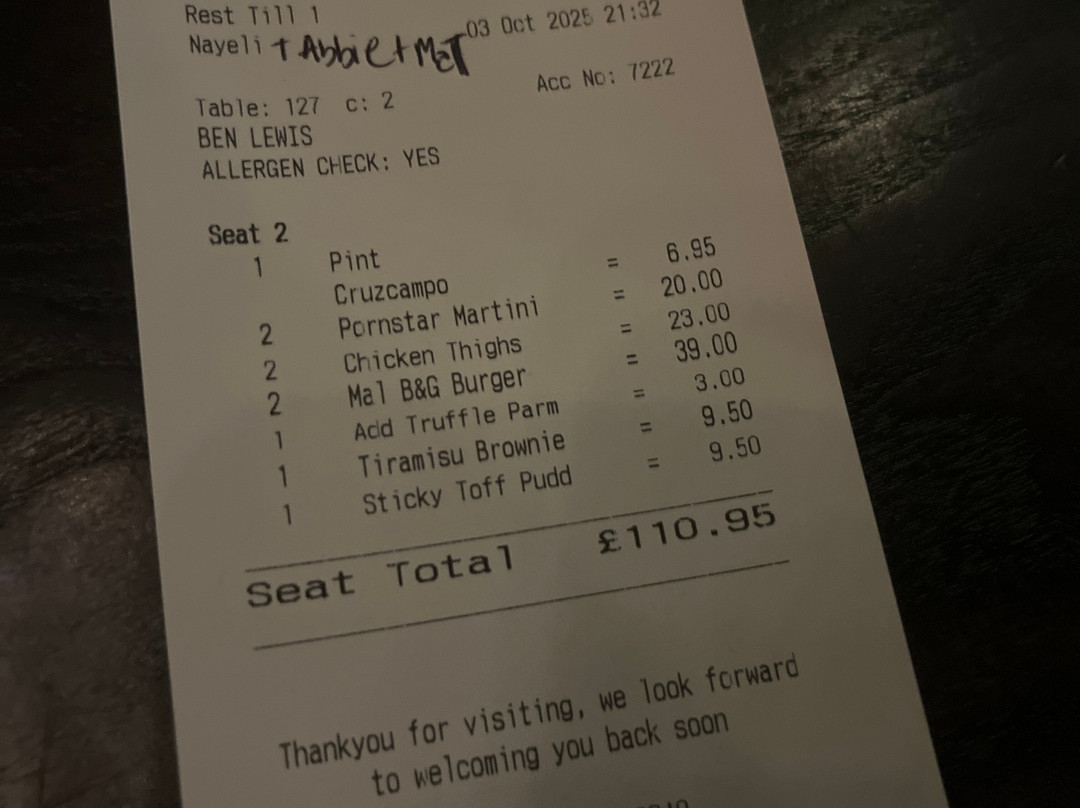 Rest Till 1 03 Oct 2025 21:32
Nayeli + Abbie + McT
Table: 127 c: 2 Acc No: 7222
BEN LEWIS
ALLERGEN CHECK: YES
Seat 2
1 Pint = 6.95
Cruzcampo
2 Pornstar Martini = 20.00
2 Chicken Thighs = 23.00
2 Mal B&G Burger = 39.00
1 Add Truffle Parm = 3.00
1 Tiramisu Brownie = 9.50
1 Sticky Toff Pudd = 9.50
Seat Total £110.95
Thankyou for visiting, we look forward
to welcoming you back soon